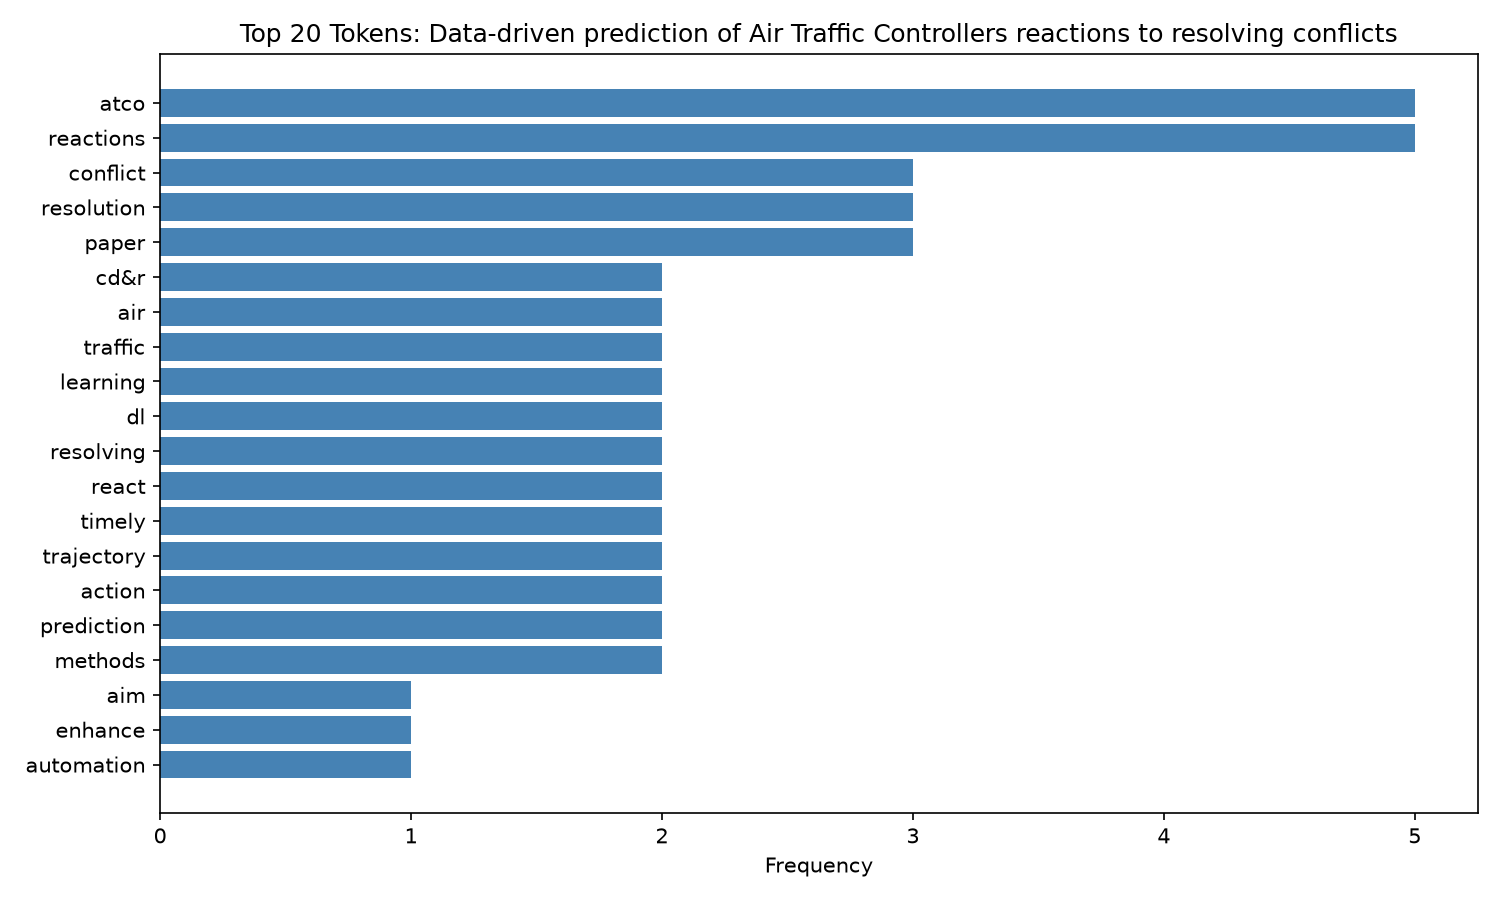 Top 20 Tokens: Data-driven prediction of Air Traffic Controllers reactions to resolving conflicts
atco
reactions
conflict
resolution
paper
cd&r
air
traffic
learning
dl
resolving
react
timely
trajectory
action
prediction
methods
aim
enhance
automation
0 1 2 3 4 5
Frequency